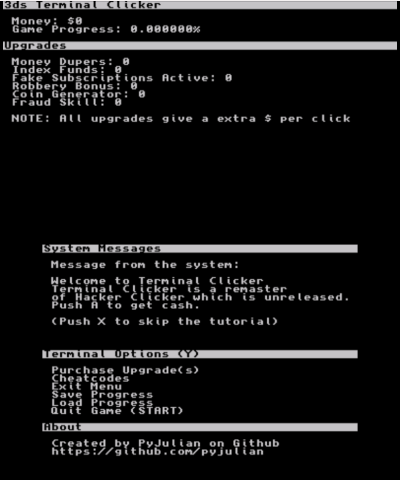 3ds Terminal Clicker
Money: $0
Game Progress: 0.000000%
Upgrades
Money Dupers: 0
Index Funds: 0
Fake Subscriptions Active: 0
Robbery Bonus: 0
Coin Generator: 0
Fraud Skill: 0
NOTE: All upgrades give a extra $ per click
System Messages
Message from the system:
Welcome to Terminal Clicker
Terminal Clicker is a remaster
of Hacker Clicker which is unreleased.
Push A to get cash.
(Push X to skip the tutorial)
Terminal Options (Y)
Purchase Upgrade(s)
Cheatcodes
Exit Menu
Save Progress
Load Progress
Quit Game (START)
About
Created by PyJulian on Github
https://github.com/pyjulian